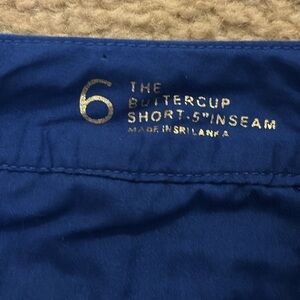 6
THE
BUTTERCUP
SHORT-5"INSEAM
MADE IN SRI LANKA